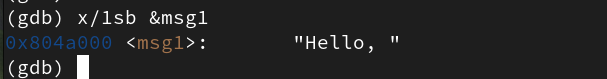 (gdb) x/1sb &msg1
0x804a000 <msg1>:       "Hello, "
(gdb)